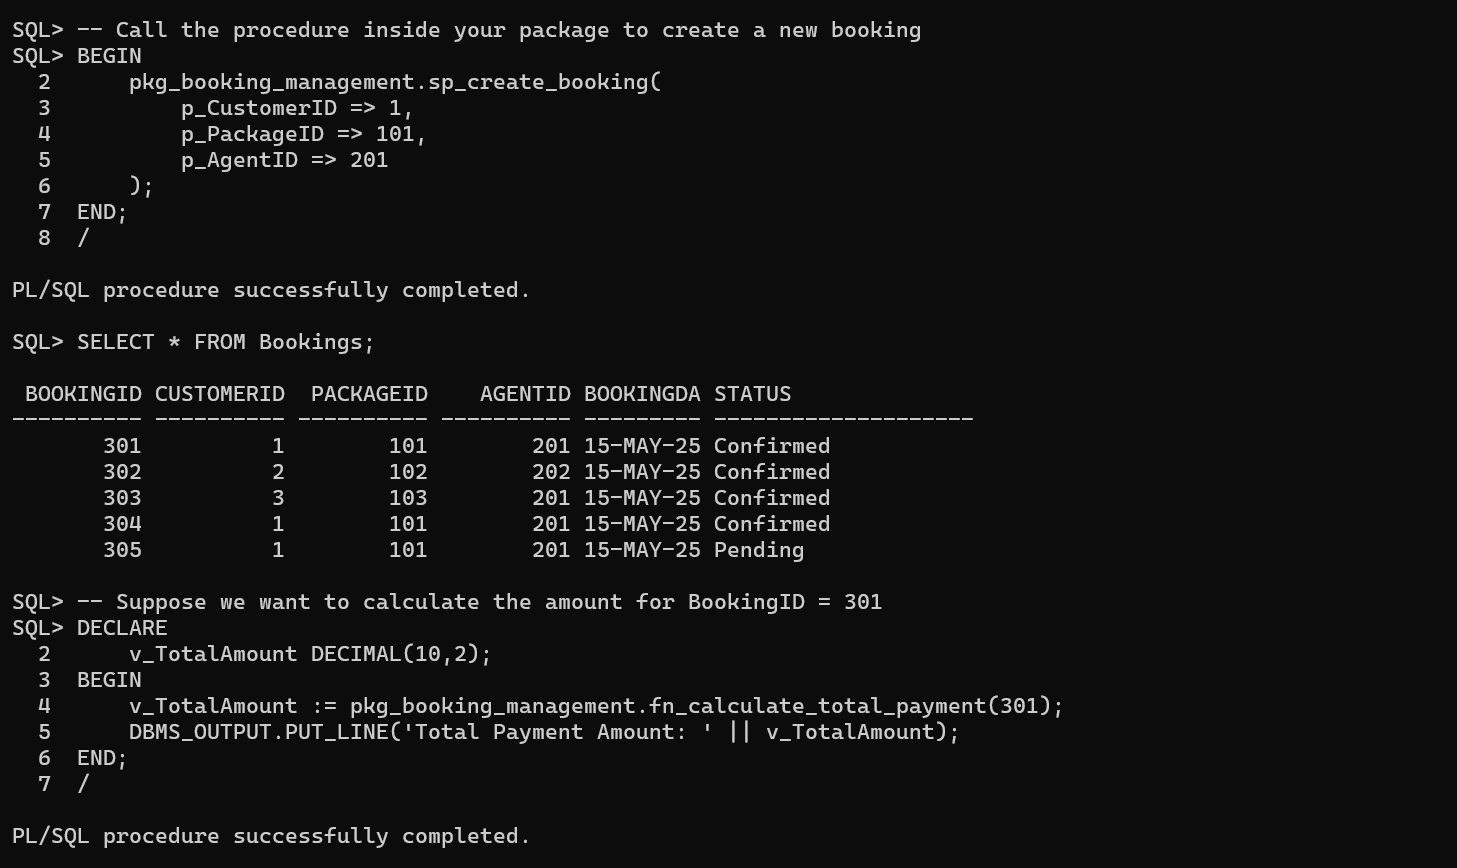 SQL> -- Call the procedure inside your package to create a new booking
SQL> BEGIN
  2      pkg_booking_management.sp_create_booking(
  3          p_CustomerID => 1,
  4          p_PackageID => 101,
  5          p_AgentID => 201
  6      );
  7  END;
  8  /
PL/SQL procedure successfully completed.
SQL> SELECT * FROM Bookings;
 BOOKINGID CUSTOMERID  PACKAGEID    AGENTID BOOKINGDA STATUS
---------- ---------- ---------- ---------- --------- --------------------
       301          1        101        201 15-MAY-25 Confirmed
       302          2        102        202 15-MAY-25 Confirmed
       303          3        103        201 15-MAY-25 Confirmed
       304          1        101        201 15-MAY-25 Confirmed
       305          1        101        201 15-MAY-25 Pending
SQL> -- Suppose we want to calculate the amount for BookingID = 301
SQL> DECLARE
  2      v_TotalAmount DECIMAL(10,2);
  3  BEGIN
  4      v_TotalAmount := pkg_booking_management.fn_calculate_total_payment(301);
  5      DBMS_OUTPUT.PUT_LINE('Total Payment Amount: ' || v_TotalAmount);
  6  END;
  7  /
PL/SQL procedure successfully completed.